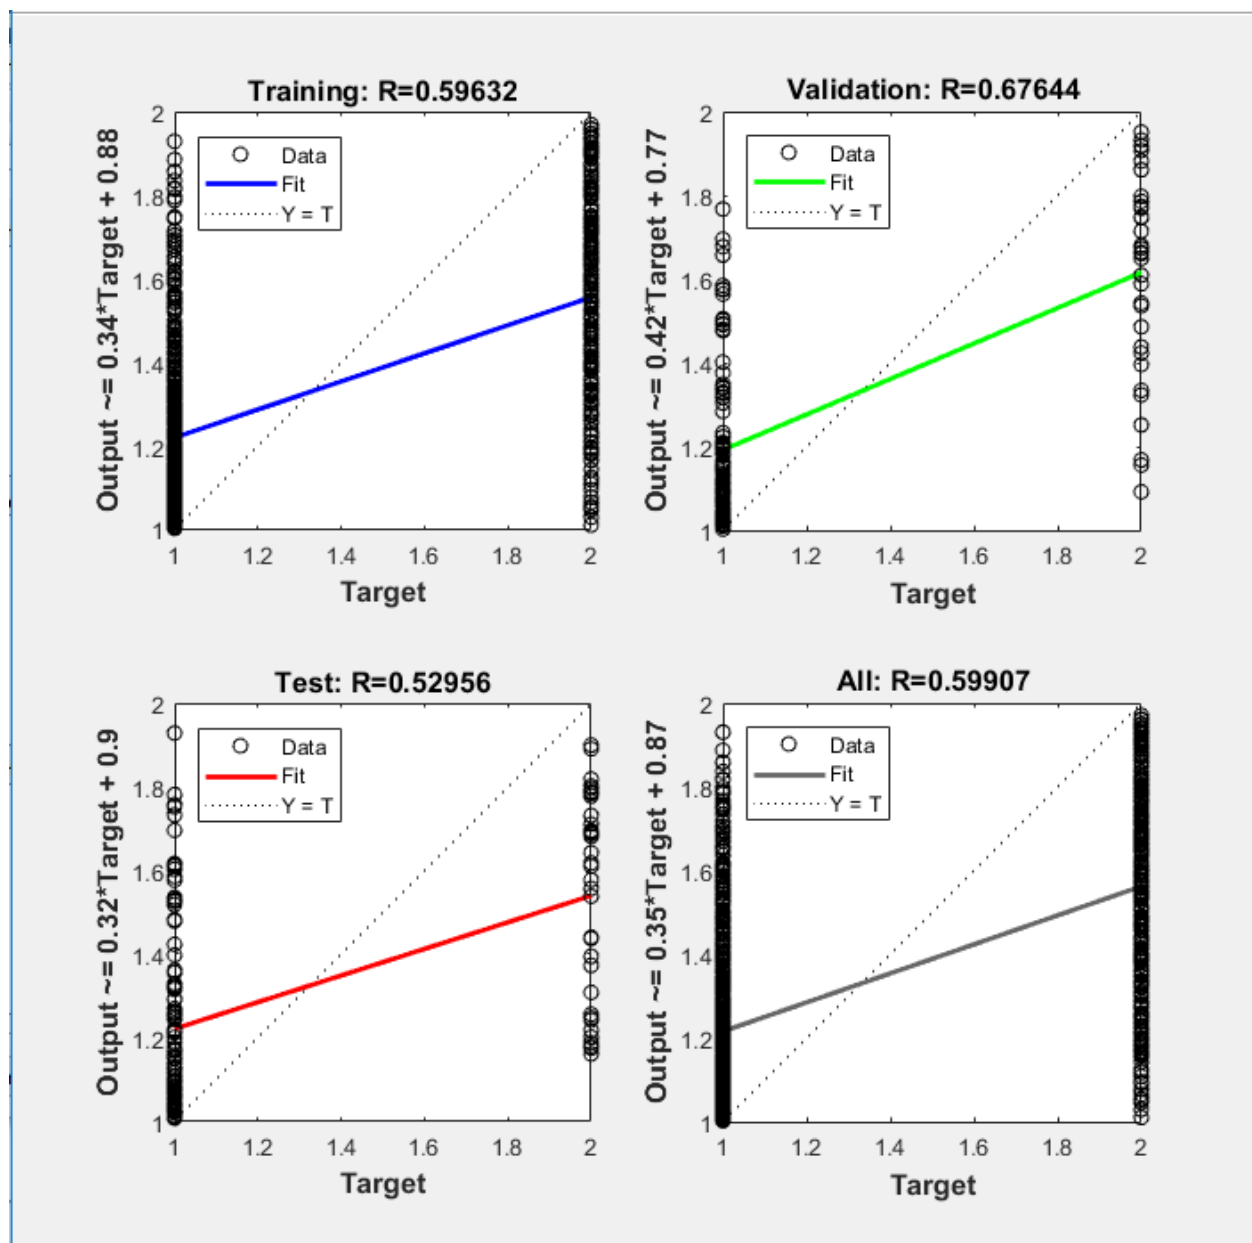 Training: R=0.59632
Output ~= 0.34*Target + 0.88
2
1.8
1.6
1.4
1.2
1
Data
Fit
Y = T
1 1.2 1.4 1.6 1.8 2
Target
Validation: R=0.67644
Output ~= 0.42*Target + 0.77
2
1.8
1.6
1.4
1.2
1
Data
Fit
Y = T
1 1.2 1.4 1.6 1.8 2
Target
Test: R=0.52956
Output ~= 0.32*Target + 0.9
2
1.8
1.6
1.4
1.2
1
Data
Fit
Y = T
1 1.2 1.4 1.6 1.8 2
Target
All: R=0.59907
Output ~= 0.35*Target + 0.87
2
1.8
1.6
1.4
1.2
1
Data
Fit
Y = T
1 1.2 1.4 1.6 1.8 2
Target